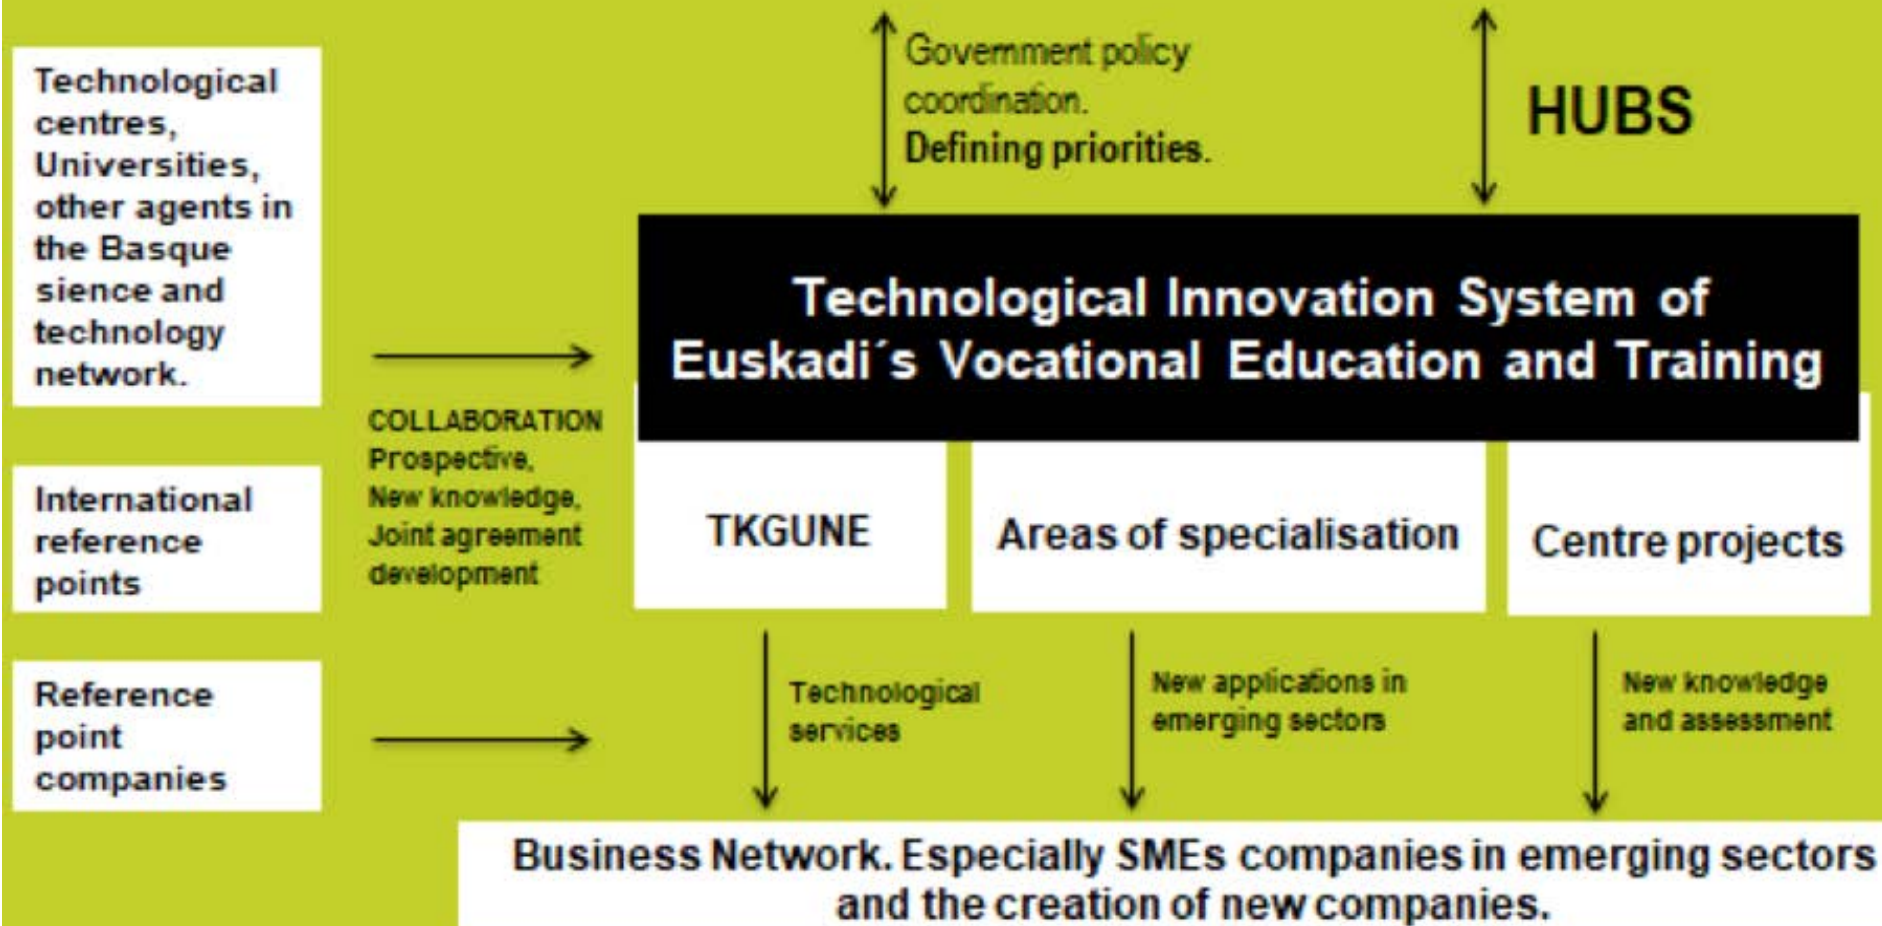 Government policy
coordination.
Defining priorities.
HUBS
Technological
centres,
Universities,
other agents in
the Basque
sience and
technology
network.
Technological Innovation System of
Euskadi´s Vocational Education and Training
COLLABORATION
Prospective,
New knowledge,
Joint agreement
development
International
reference
points
TKGUNE
Areas of specialisation
Centre projects
Reference
point
companies
Technological
services
New applications in
emerging sectors
New knowledge
and assessment
Business Network. Especially SMEs companies in emerging sectors
and the creation of new companies.